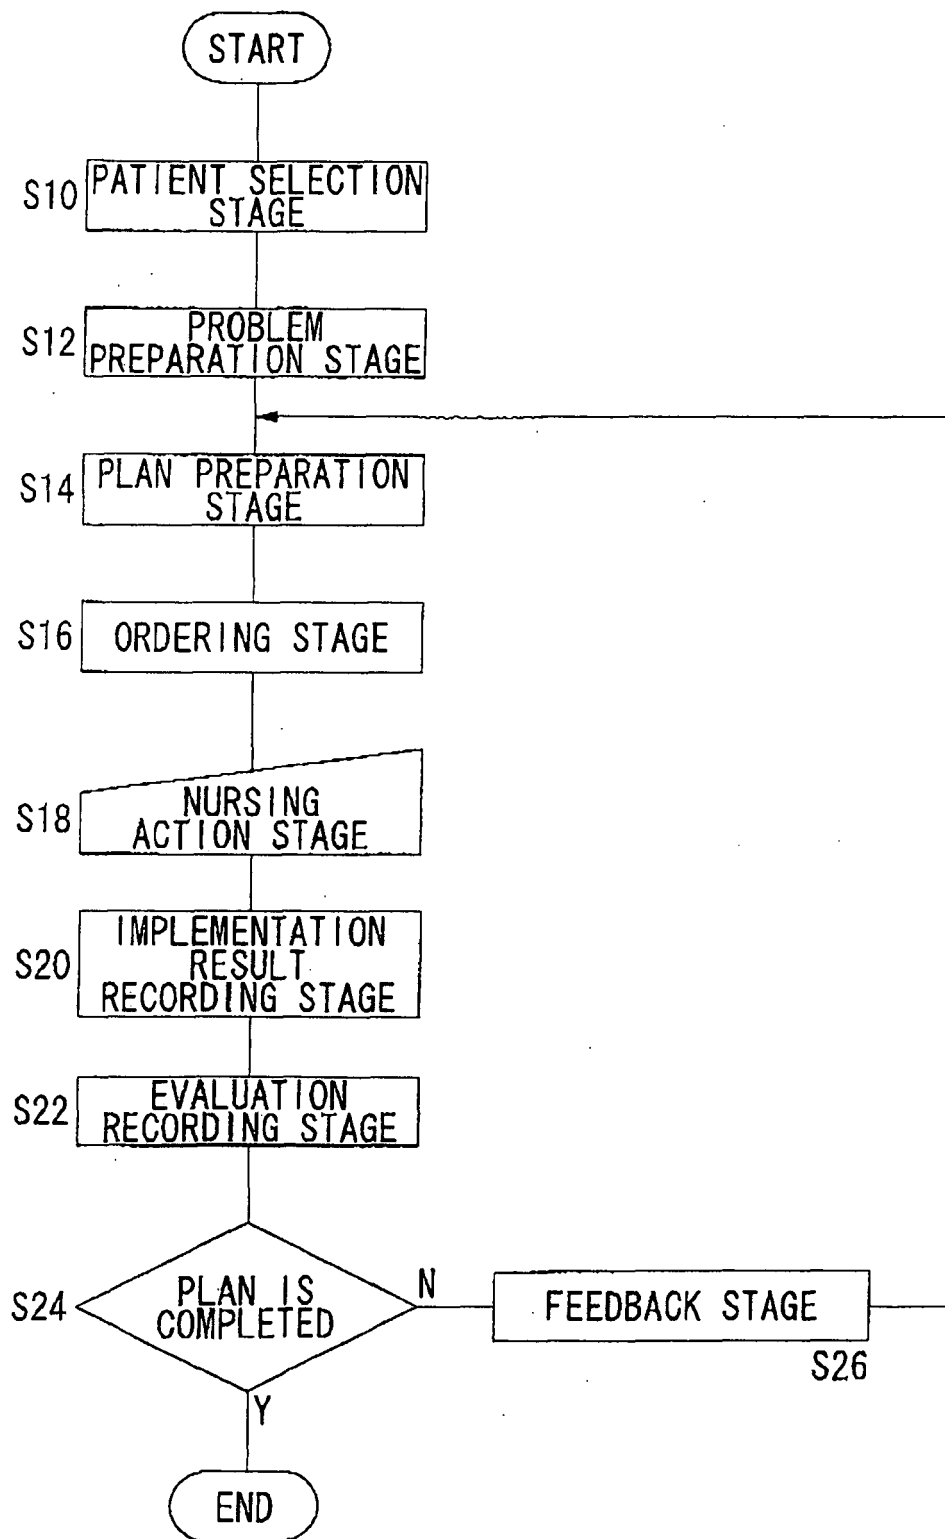 START
S10
PATIENT SELECTION
STAGE
S12
PROBLEM
PREPARATION STAGE
S14
PLAN PREPARATION
STAGE
S16
ORDERING STAGE
S18
NURSING
ACTION STAGE
S20
IMPLEMENTATION
RESULT
RECORDING STAGE
S22
EVALUATION
RECORDING STAGE
S24
PLAN IS
COMPLETED
N
FEEDBACK STAGE
S26
Y
END